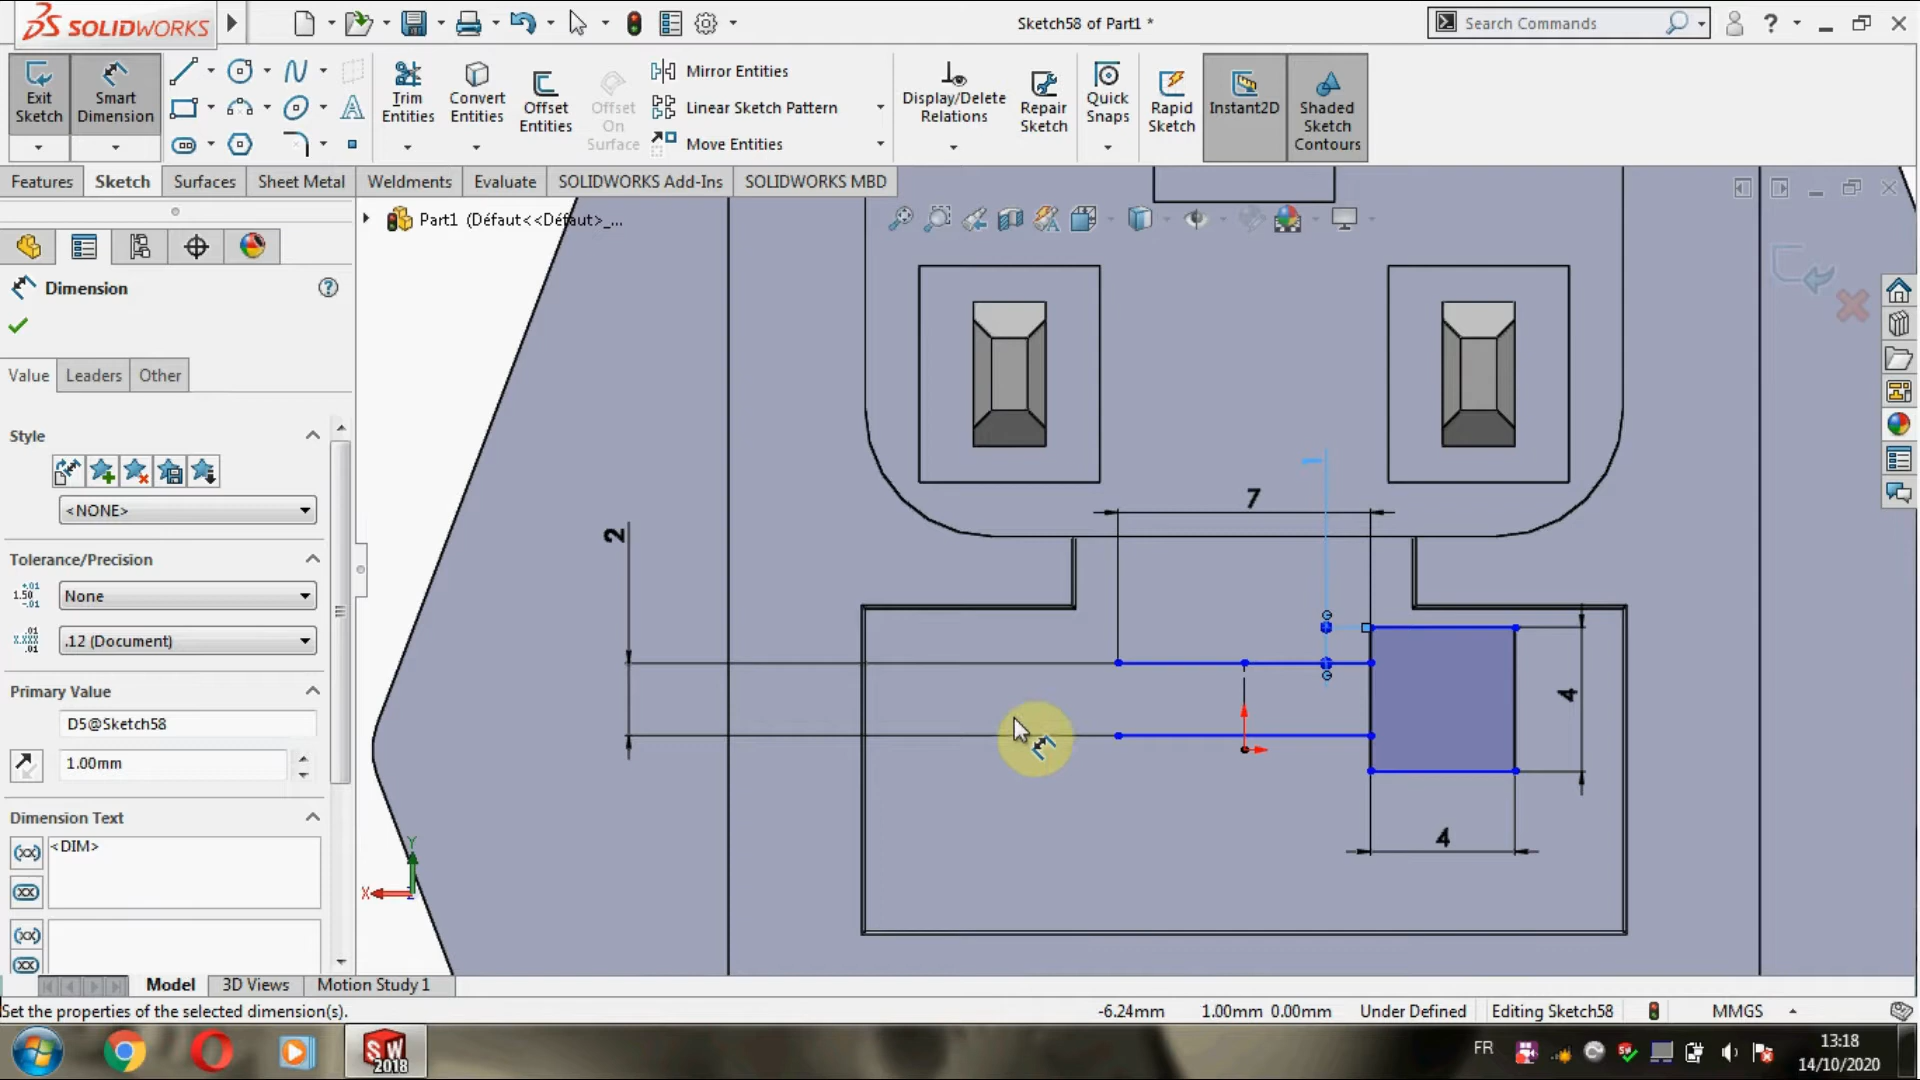 SOLIDWORKS
Sketch58 of Part1 *
Search Commands
Exit
Sketch
Smart
Dimension
Trim
Entities
Convert
Entities
Offset
Entities
Offset
On
Surface
Mirror Entities
Linear Sketch Pattern
Move Entities
Display/Delete
Relations
Repair
Sketch
Quick
Snaps
Rapid
Sketch
Instant2D
Shaded
Sketch
Contours
Features
Sketch
Surfaces
Sheet Metal
Weldments
Evaluate
SOLIDWORKS Add-Ins
SOLIDWORKS MBD
Part1 (Défaut<<Défaut>_...
Dimension
Value
Leaders
Other
Style
<NONE>
Tolerance/Precision
None
.12 (Document)
Primary Value
D5@Sketch58
1.00mm
Dimension Text
<DIM>
2
7
1
4
4
Y
X
Model
3D Views
Motion Study 1
Set the properties of the selected dimension(s).
-6.24mm
1.00mm 0.00mm
Under Defined
Editing Sketch58
MMGS
SW
2018
FR
13:18
14/10/2020